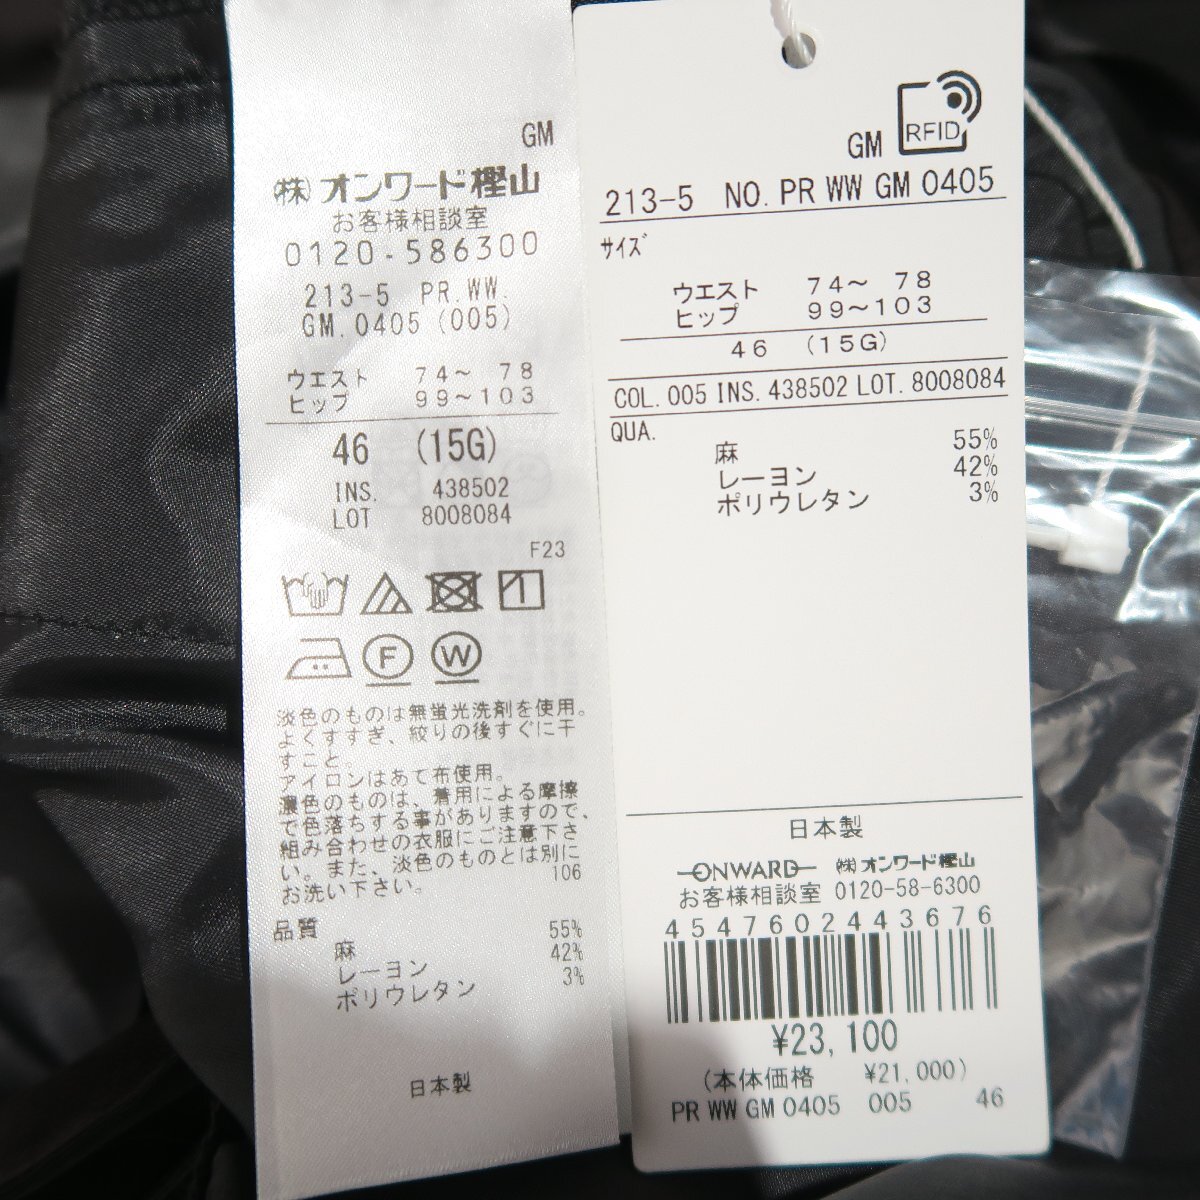 GM
㈱オンワード樫山
お客様相談室
0120-586300
213-5 PR.WW.
GM.0405(005)
ウエスト 74～ 78
ヒップ 99～103
46 (15G)
INS. 438502
LOT 8008084
F23
F W
淡色のものは無蛍光洗剤を使用。
よくすすぎ、絞りの後すぐに干
すこと。
アイロンはあて布使用。
濃色のものは、着用による摩擦
で色落ちする事がありますので、
組み合わせの衣服にご注意下さ
い。また、淡色のものとは別に
お洗い下さい。 106
品質
麻 55%
レーヨン 42%
ポリウレタン 3%
日本製
RFID
GM
213-5 NO. PR WW GM 0405
サイズ
ウエスト 74～ 78
ヒップ 99～103
46 (15G)
COL. 005 INS. 438502 LOT. 8008084
QUA.
麻 55%
レーヨン 42%
ポリウレタン 3%
日本製
ONWARD ㈱オンワード樫山
お客様相談室 0120-58-6300
4547602443676
¥23,100
(本体価格 ¥21,000)
PR WW GM 0405 005 46